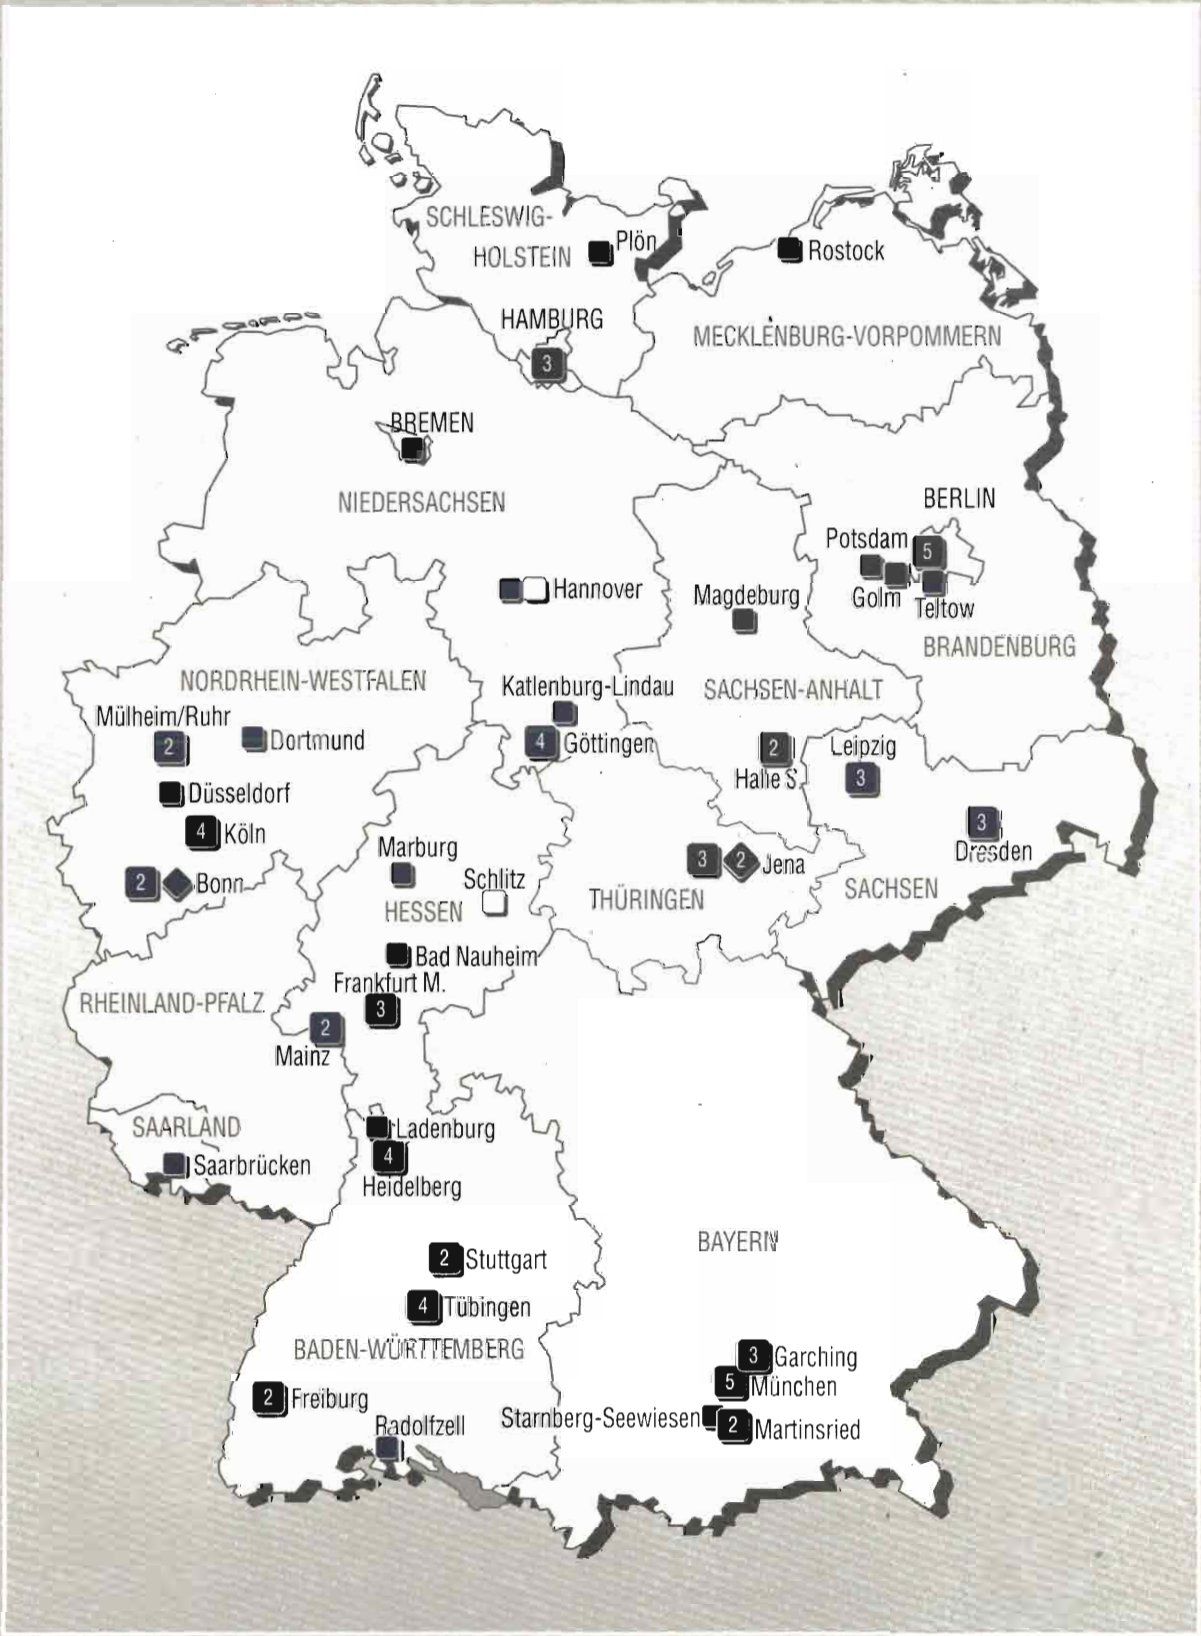 SCHLESWIG-
HOLSTEIN
Plön
Rostock
HAMBURG
3
MECKLENBURG-VORPOMMERN
BREMEN
NIEDERSACHSEN
BERLIN
Potsdam
5
Golm
Teltow
Hannover
Magdeburg
BRANDENBURG
NORDRHEIN-WESTFALEN
Katlenburg-Lindau
SACHSEN-ANHALT
Mülheim/Ruhr
2
Dortmund
4 Göttingen
2
Halle S.
Leipzig
3
Düsseldorf
4 Köln
3
Dresden
Marburg
3 2 Jena
2 Bonn
Schlitz
HESSEN
THÜRINGEN
SACHSEN
Bad Nauheim
Frankfurt M.
3
RHEINLAND-PFALZ
2
Mainz
SAARLAND
Saarbrücken
Ladenburg
4
Heidelberg
BAYERN
2 Stuttgart
4 Tübingen
BADEN-WÜRTTEMBERG
3 Garching
5 München
2 Freiburg
Starnberg-Seewiesen
2 Martinsried
Radolfzell